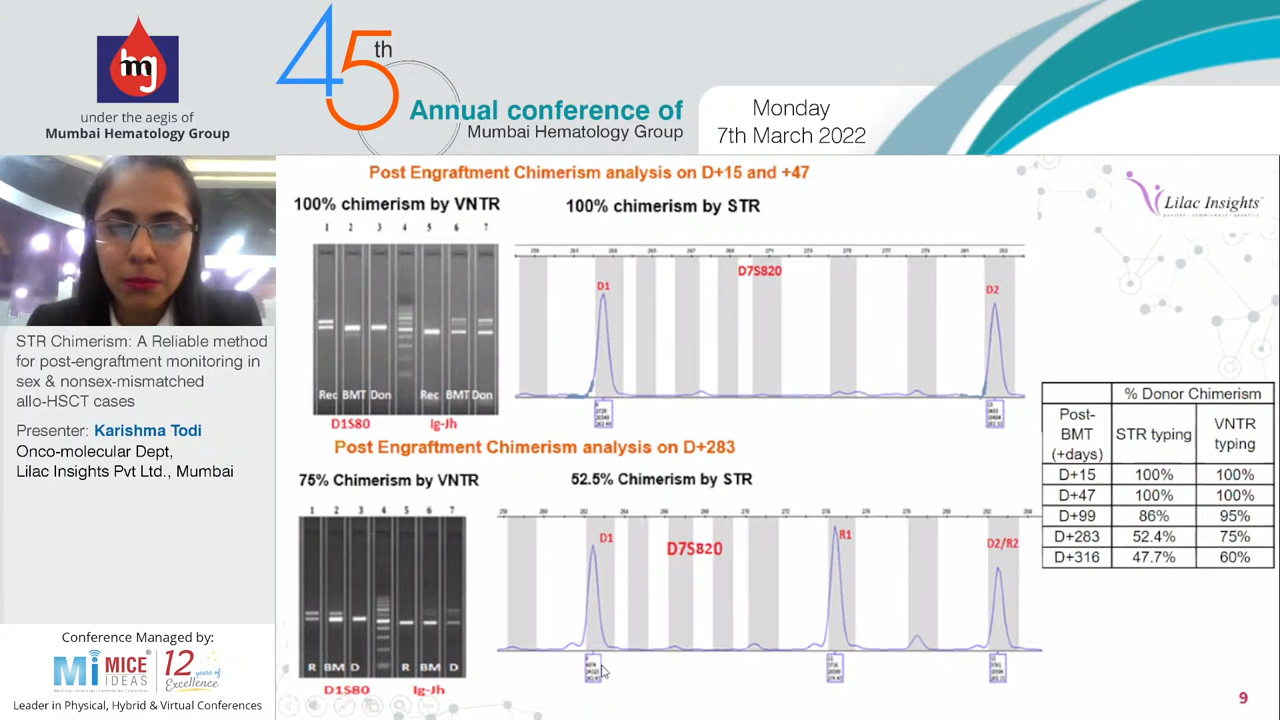 hg
under the aegis of
Mumbai Hematology Group
45th
Annual conference of
Mumbai Hematology Group
Monday
7th March 2022
STR Chimerism: A Reliable method
for post-engraftment monitoring in
sex & nonsex-mismatched
allo-HSCT cases
Presenter: Karishma Todi
Onco-molecular Dept,
Lilac Insights Pvt Ltd., Mumbai
Conference Managed by:
Mi MICE IDEAS
12 years of Excellence
Leader in Physical, Hybrid & Virtual Conferences
Post Engraftment Chimerism analysis on D+15 and +47
Lilac Insights
100% chimerism by VNTR
100% chimerism by STR
1 2 3 4 5 6 7
D7S820
D1
D2
Rec BMT Don Rec BMT Don
D1S80 Ig-Jh
Post Engraftment Chimerism analysis on D+283
75% Chimerism by VNTR
52.5% Chimerism by STR
1 2 3 4 5 6 7
D1
D7S820
R1
D2/R2
R BM D R BM D
D1S80 Ig-Jh
% Donor Chimerism
Post-BMT (+days) STR typing VNTR typing
D+15 100% 100%
D+47 100% 100%
D+99 86% 95%
D+283 52.4% 75%
D+316 47.7% 60%
9